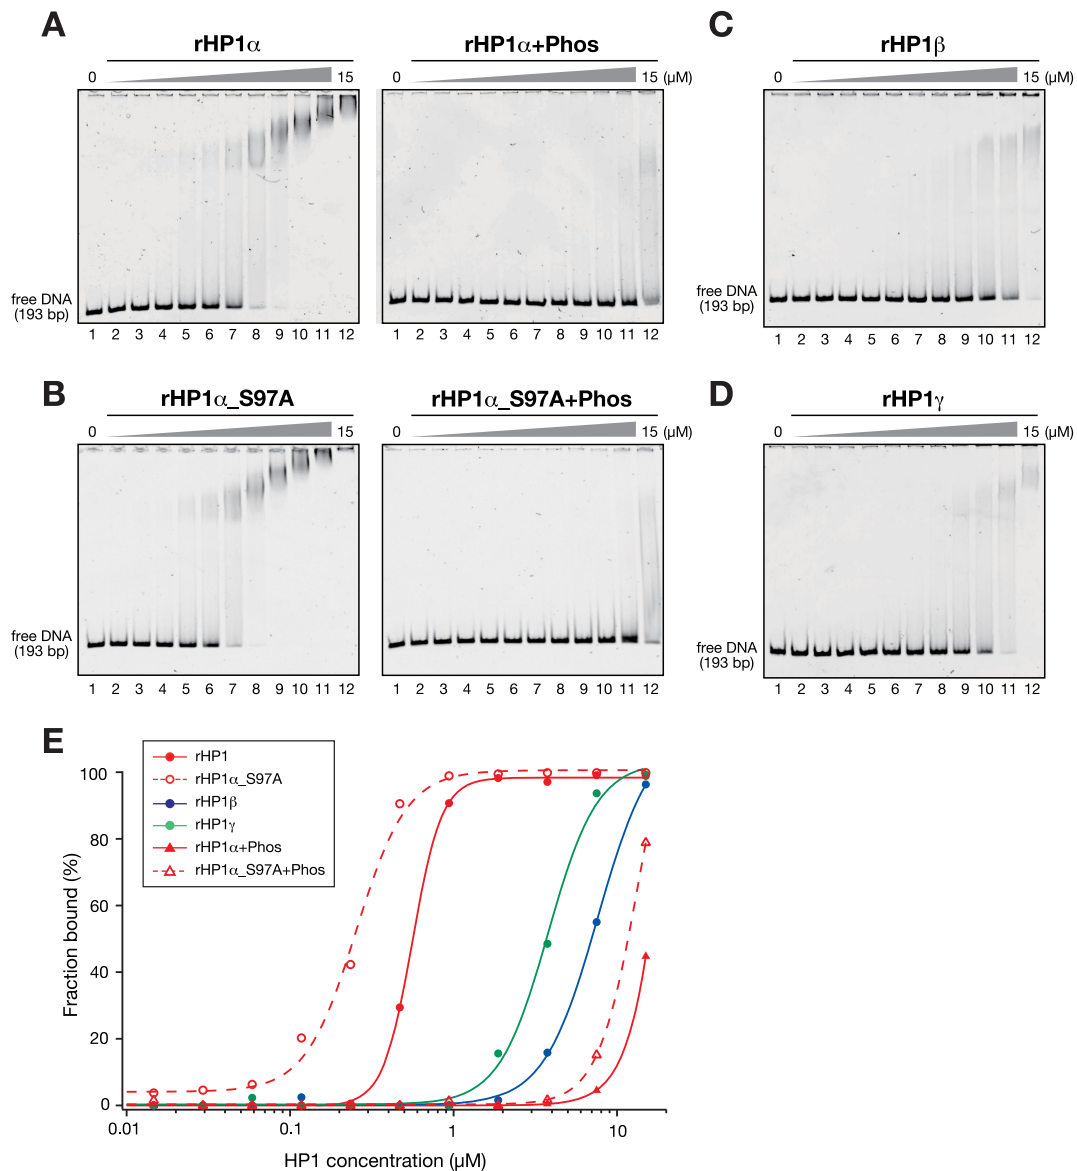 A
rHP1α
0
15
rHP1α+Phos
0
15 (μM)
free DNA
(193 bp)
1 2 3 4 5 6 7 8 9 10 11 12
1 2 3 4 5 6 7 8 9 10 11 12
C
rHP1β
0
15 (μM)
free DNA
(193 bp)
1 2 3 4 5 6 7 8 9 10 11 12
B
rHP1α_S97A
0
15
rHP1α_S97A+Phos
0
15 (μM)
free DNA
(193 bp)
1 2 3 4 5 6 7 8 9 10 11 12
1 2 3 4 5 6 7 8 9 10 11 12
D
rHP1γ
0
15 (μM)
free DNA
(193 bp)
1 2 3 4 5 6 7 8 9 10 11 12
E
rHP1
rHP1α_S97A
rHP1β
rHP1γ
rHP1α+Phos
rHP1α_S97A+Phos
Fraction bound (%)
100
80
60
40
20
0
0.01 0.1 1 10
HP1 concentration (μM)